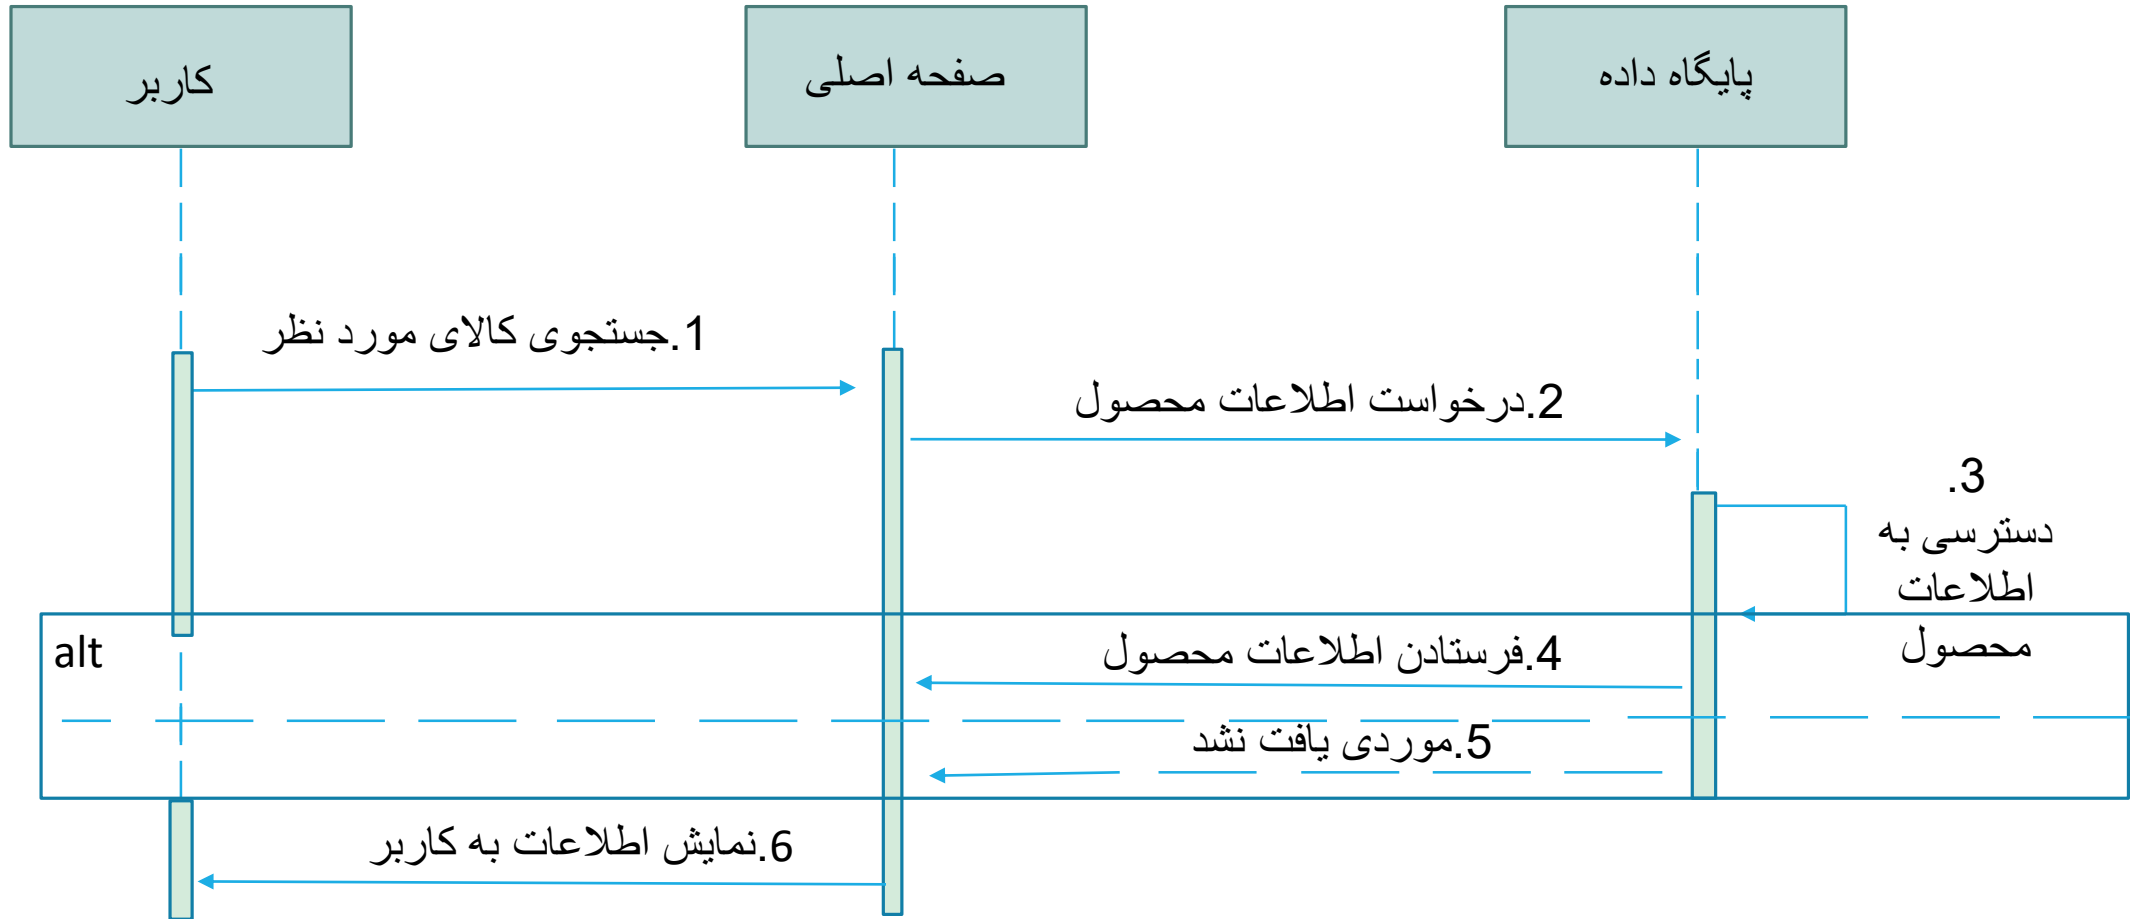 کاربر
صفحه اصلی
پایگاه داده
1.جستجوی کالای مورد نظر
2.درخواست اطلاعات محصول
3.
دسترسی به
اطلاعات
محصول
alt
4.فرستادن اطلاعات محصول
5.موردی یافت نشد
6.نمایش اطلاعات به کاربر